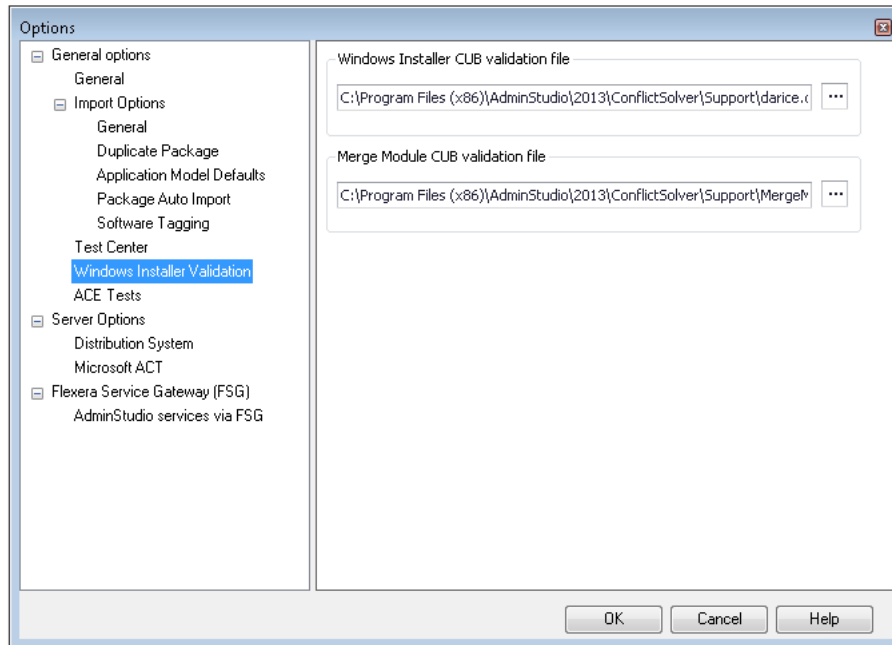 Options
General options
General
Import Options
General
Duplicate Package
Application Model Defaults
Package Auto Import
Software Tagging
Test Center
Windows Installer Validation
ACE Tests
Server Options
Distribution System
Microsoft ACT
Flexera Service Gateway (FSG)
AdminStudio services via FSG
Windows Installer CUB validation file
C:\Program Files (x86)\AdminStudio\2013\ConflictSolver\Support\darice.c
...
Merge Module CUB validation file
C:\Program Files (x86)\AdminStudio\2013\ConflictSolver\Support\MergeM
...
OK
Cancel
Help